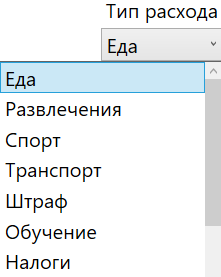 Тип расхода
Еда
Еда
Развлечения
Спорт
Транспорт
Штраф
Обучение
Налоги